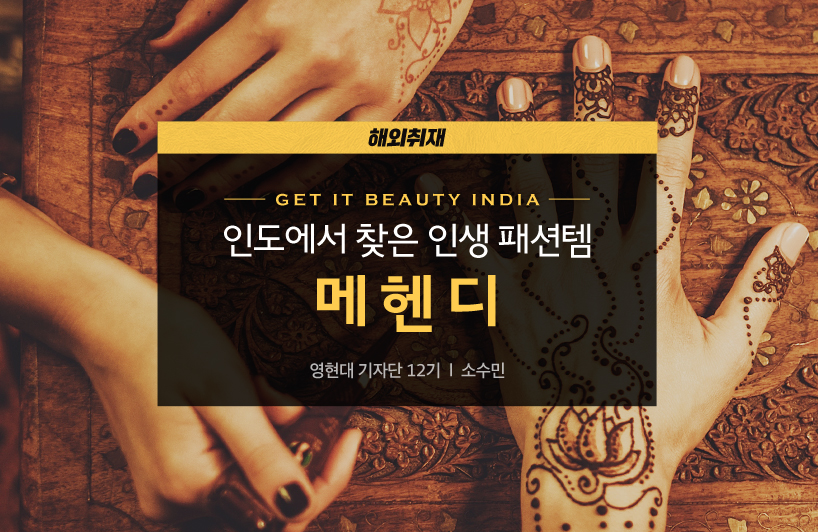 해외취재
GET IT BEAUTY INDIA
인도에서 찾은 인생 패션템
메헨디
영현대 기자단 12기 ㅣ 소수민